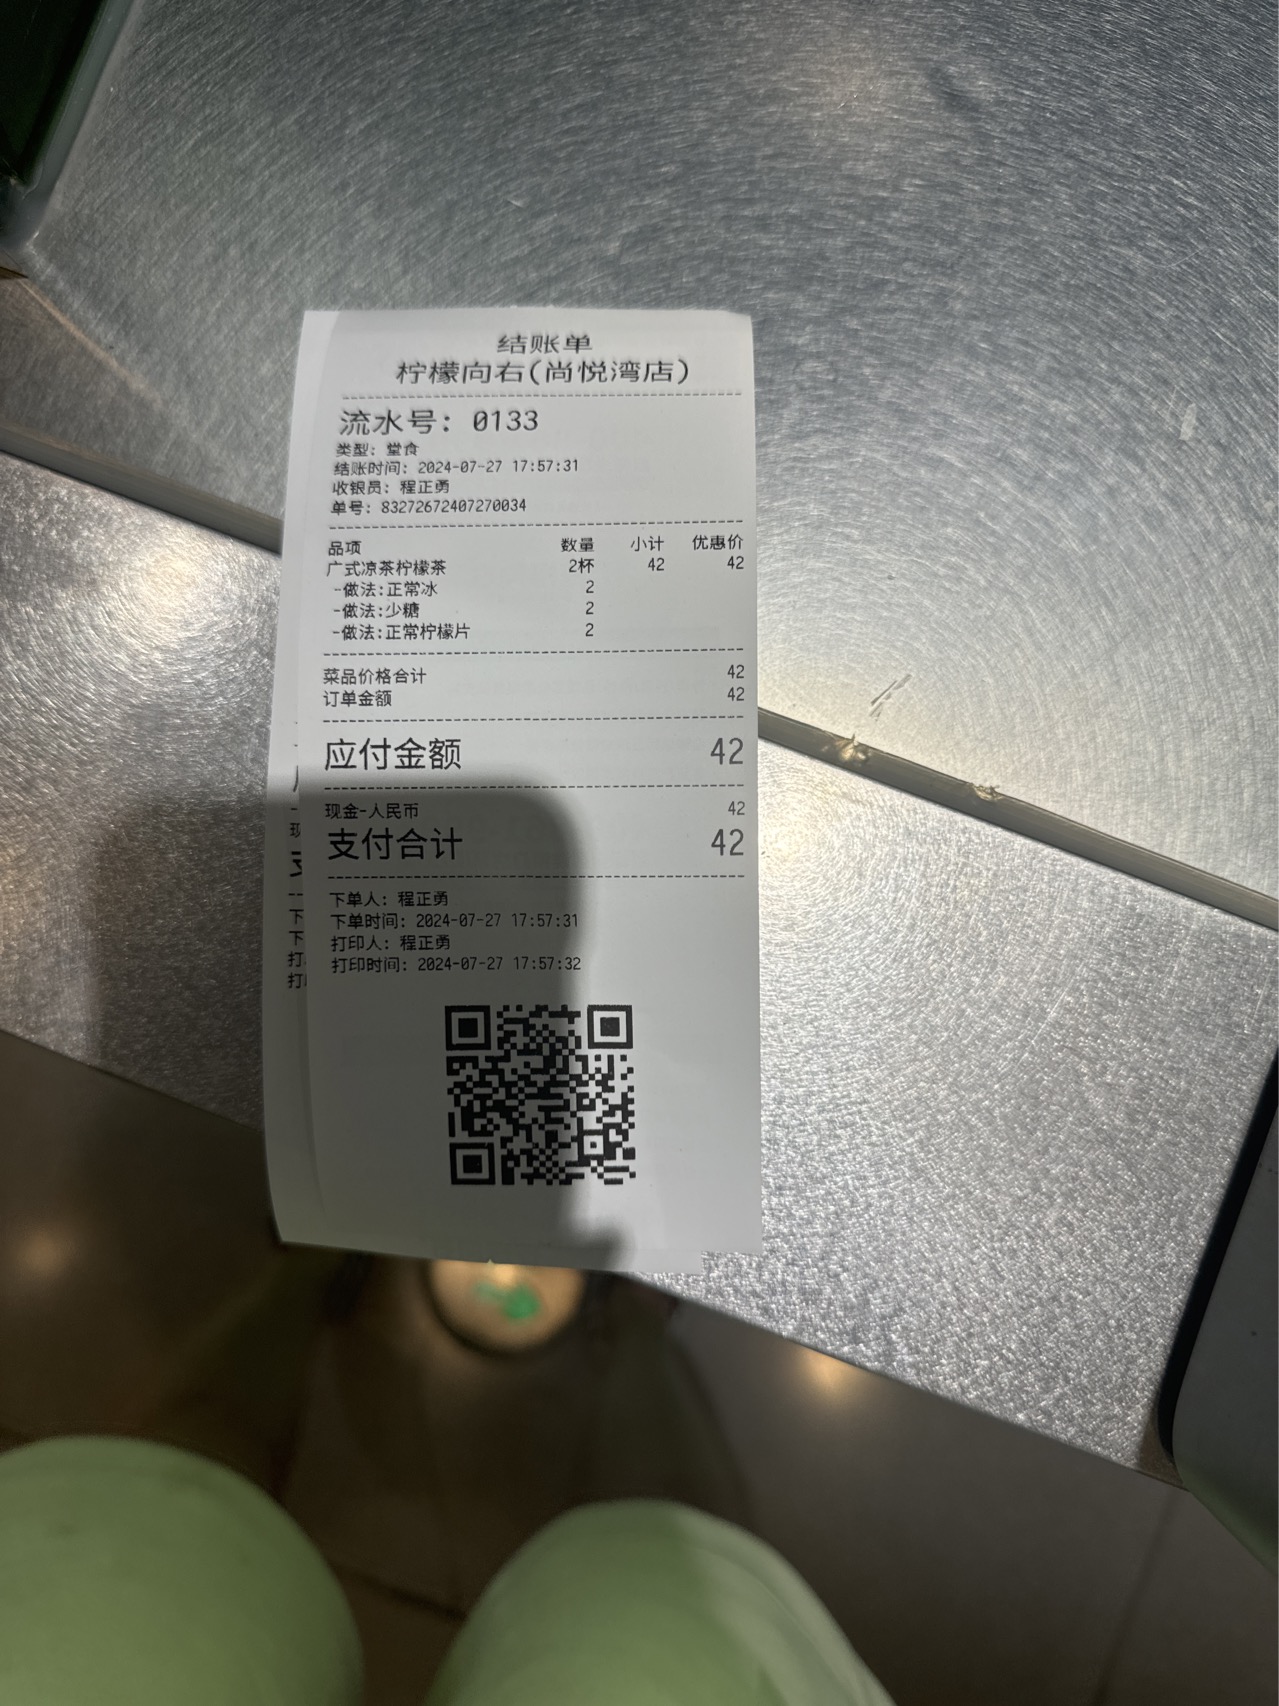 结账单
柠檬向右(尚悦湾店)
流水号: 0133
类型: 堂食
结账时间: 2024-07-27 17:57:31
收银员: 程正勇
单号: 83272672407270034
品项 数量 小计 优惠价
广式凉茶柠檬茶 2杯 42 42
-做法:正常冰 2
-做法:少糖 2
-做法:正常柠檬片 2
菜品价格合计 42
订单金额 42
应付金额 42
现金-人民币 42
支付合计 42
下单人: 程正勇
下单时间: 2024-07-27 17:57:31
打印人: 程正勇
打印时间: 2024-07-27 17:57:32